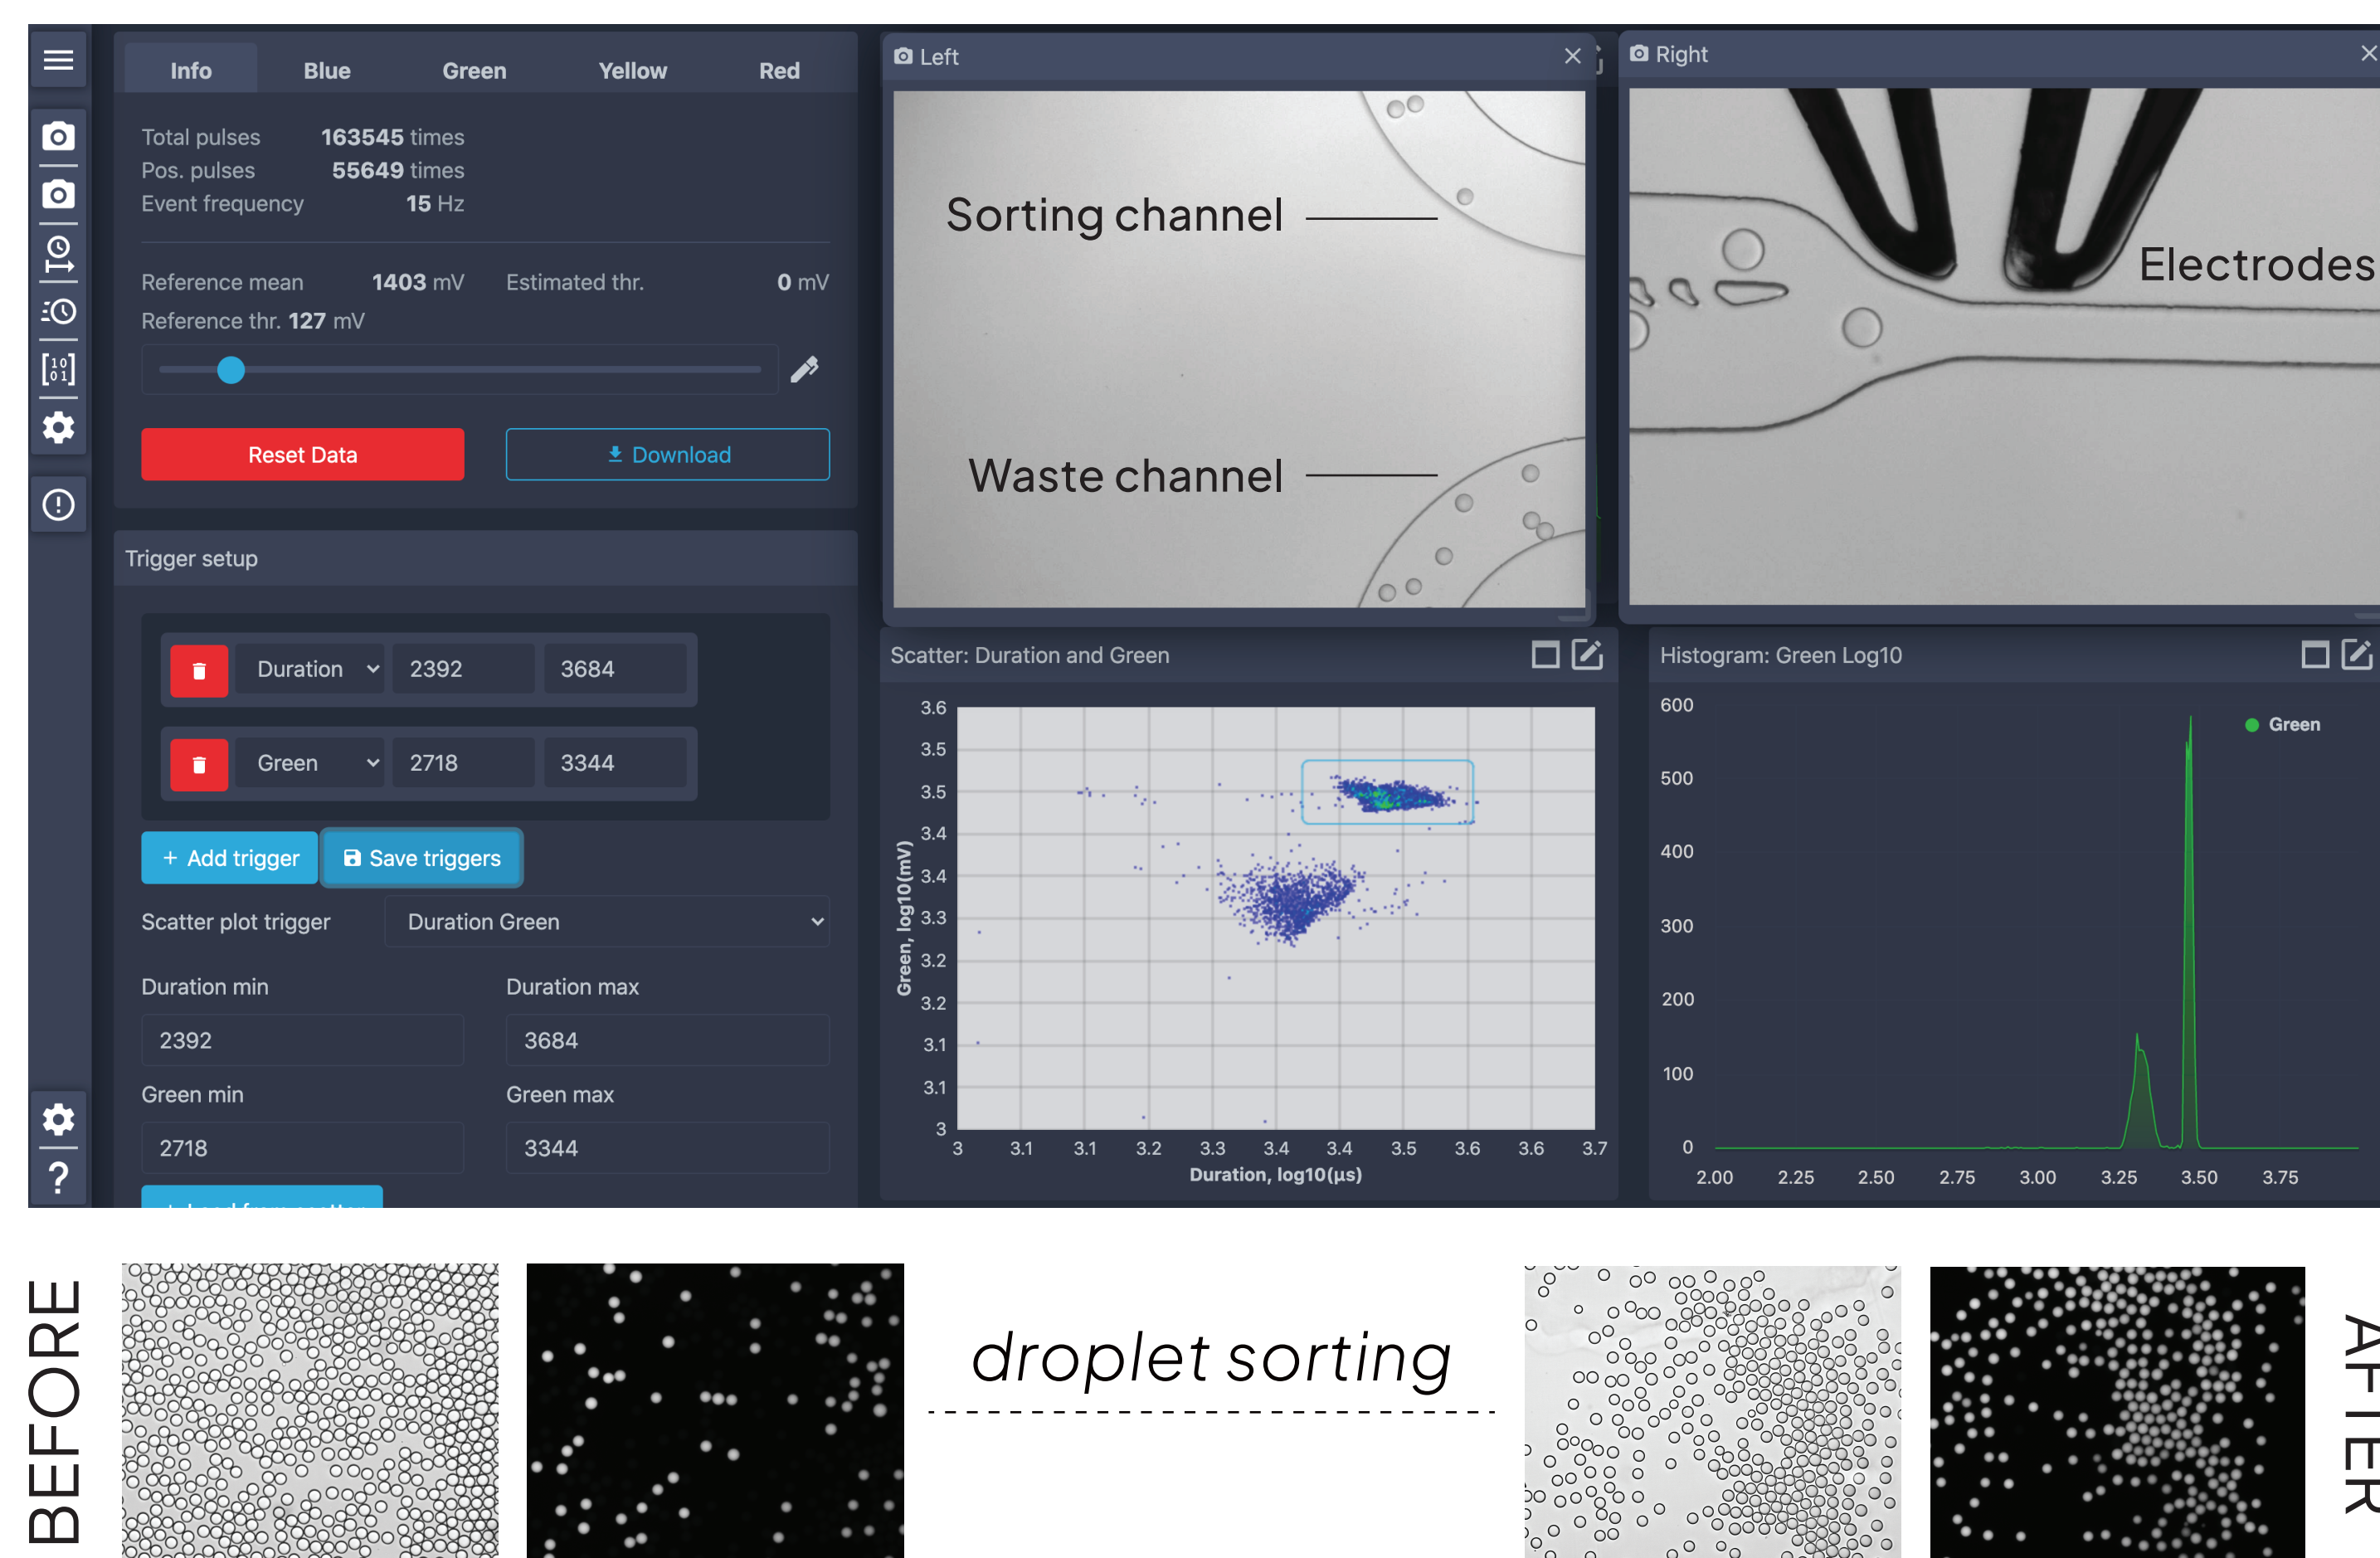 Info Blue Green Yellow Red
Total pulses 163545 times
Pos. pulses 55649 times
Event frequency 15 Hz
Reference mean 1403 mV Estimated thr. 0 mV
Reference thr. 127 mV
Reset Data Download
Trigger setup
Duration 2392 3684
Green 2718 3344
+ Add trigger Save triggers
Scatter plot trigger Duration Green
Duration min Duration max
2392 3684
Green min Green max
2718 3344
Load from scatter
Left
Sorting channel
Waste channel
Right
Electrodes
Scatter: Duration and Green
3.6
3.5
3.5
3.4
3.4
3.3
3.2
3.2
3.1
3.1
3
Green, log10(mV)
3 3.1 3.1 3.2 3.3 3.4 3.4 3.5 3.6 3.6 3.7
Duration, log10(μs)
Histogram: Green Log10
Green
600
500
400
300
200
100
0
2.00 2.25 2.50 2.75 3.00 3.25 3.50 3.75
BEFORE
droplet sorting
AFTER